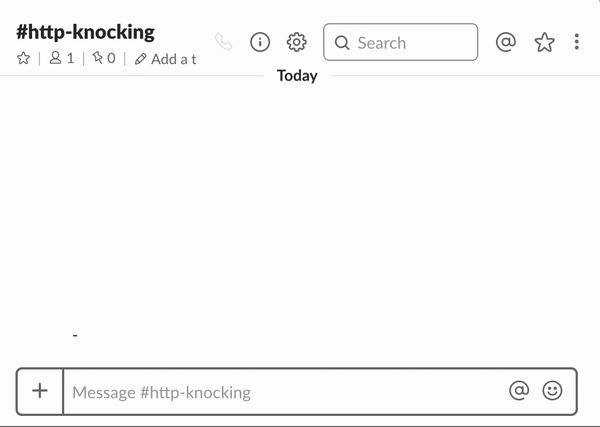 #http-knocking
1 | 0 | Add a t
Search
Today
-
Message #http-knocking